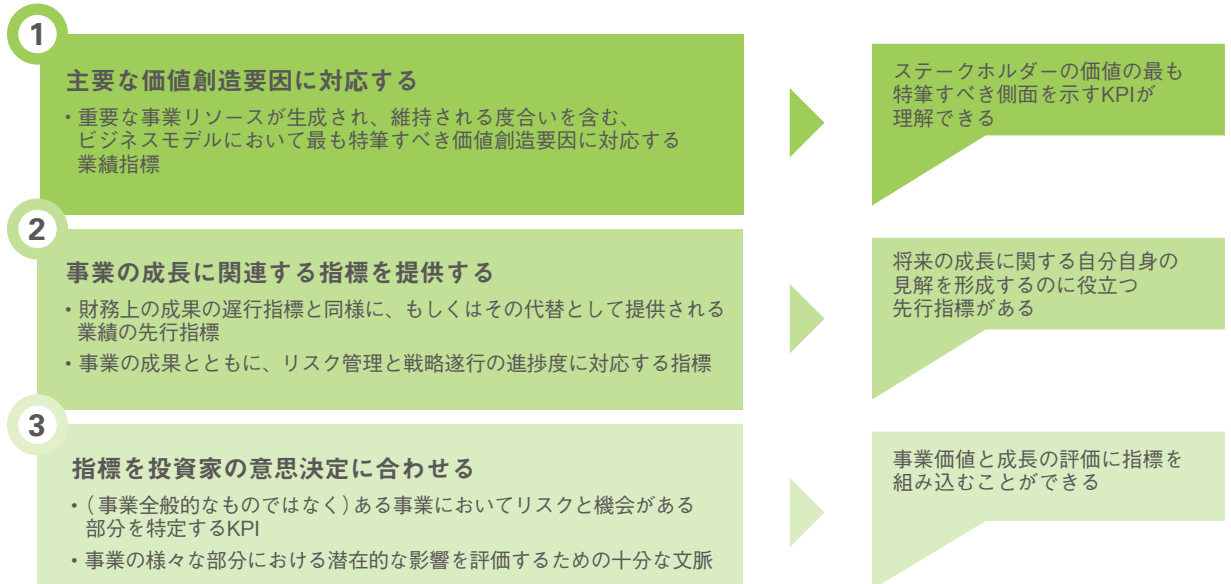 1
主要な価値創造要因に対応する
・重要な事業リソースが生成され、維持される度合いを含む、
ビジネスモデルにおいて最も特筆すべき価値創造要因に対応する
業績指標
ステークホルダーの価値の最も
特筆すべき側面を示すKPIが
理解できる
2
事業の成長に関連する指標を提供する
・財務上の成果の遅行指標と同様に、もしくはその代替として提供される
業績の先行指標
・事業の成果とともに、リスク管理と戦略遂行の進捗度に対応する指標
将来の成長に関する自分自身の
見解を形成するのに役立つ
先行指標がある
3
指標を投資家の意思決定に合わせる
・（事業全般的なものではなく）ある事業においてリスクと機会がある
部分を特定するKPI
・事業の様々な部分における潜在的な影響を評価するための十分な文脈
事業価値と成長の評価に指標を
組み込むことができる